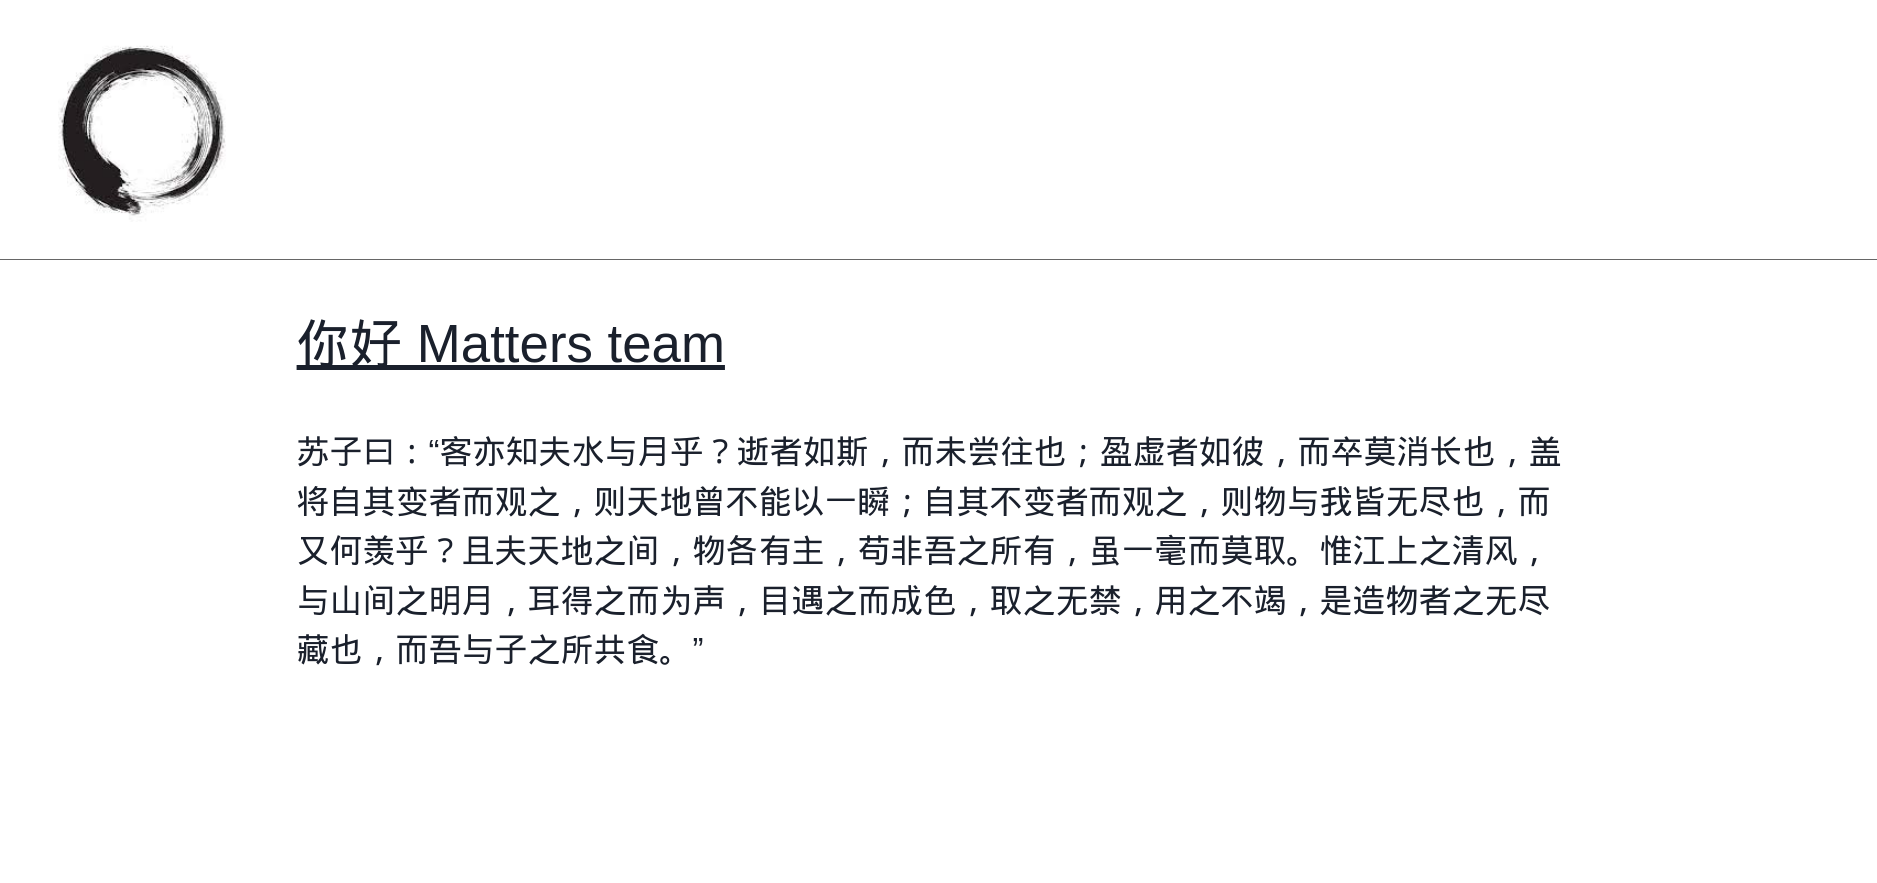 你好 Matters team
苏子曰：“客亦知夫水与月乎？逝者如斯，而未尝往也；盈虚者如彼，而卒莫消长也，盖
将自其变者而观之，则天地曾不能以一瞬；自其不变者而观之，则物与我皆无尽也，而
又何羡乎？且夫天地之间，物各有主，苟非吾之所有，虽一毫而莫取。惟江上之清风，
与山间之明月，耳得之而为声，目遇之而成色，取之无禁，用之不竭，是造物者之无尽
藏也，而吾与子之所共食。”